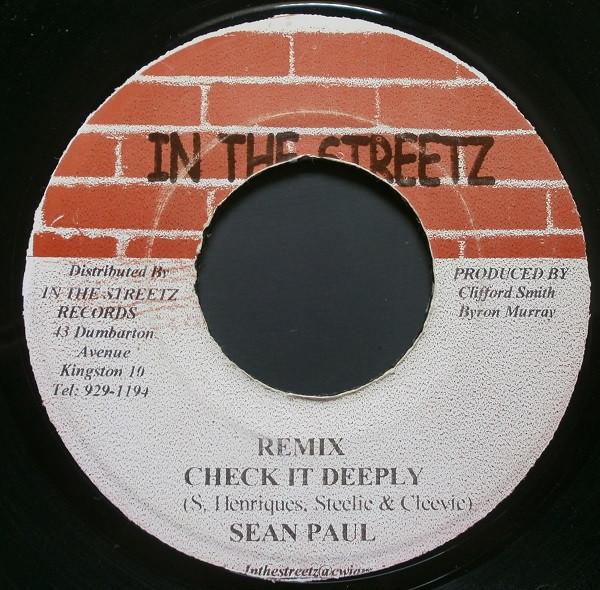 IN THE STREETZ
Distributed By
IN THE STREETZ
RECORDS
43 Dumbarton
Avenue
Kingston 10
Tel: 929-1194
PRODUCED BY
Clifford Smith
Byron Murray
REMIX
CHECK IT DEEPLY
(S. Henriques, Steelie & Cleevie)
SEAN PAUL